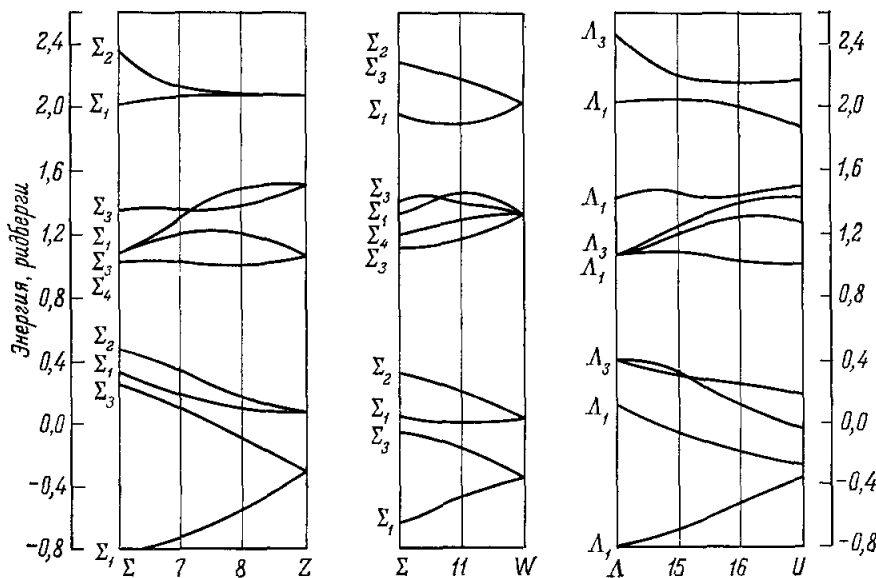 Энергия, ридберги
2,4
2,0
1,6
1,2
0,8
0,4
0,0
−0,4
−0,8
Σ₂
Σ₁
Σ₃
Σ₁
Σ₃
Σ₄
Σ₂
Σ₁
Σ₃
Σ₁
Σ 7 8 Z
Σ₂
Σ₃
Σ₁
Σ₃
Σ₁
Σ₄
Σ₃
Σ₂
Σ₁
Σ₃
Σ₁
Σ 11 W
Λ₃
Λ₁
Λ₁
Λ₃
Λ₁
Λ₃
Λ₁
Λ₁
Λ 15 16 U
2,4
2,0
1,6
1,2
0,8
0,4
0,0
−0,4
−0,8